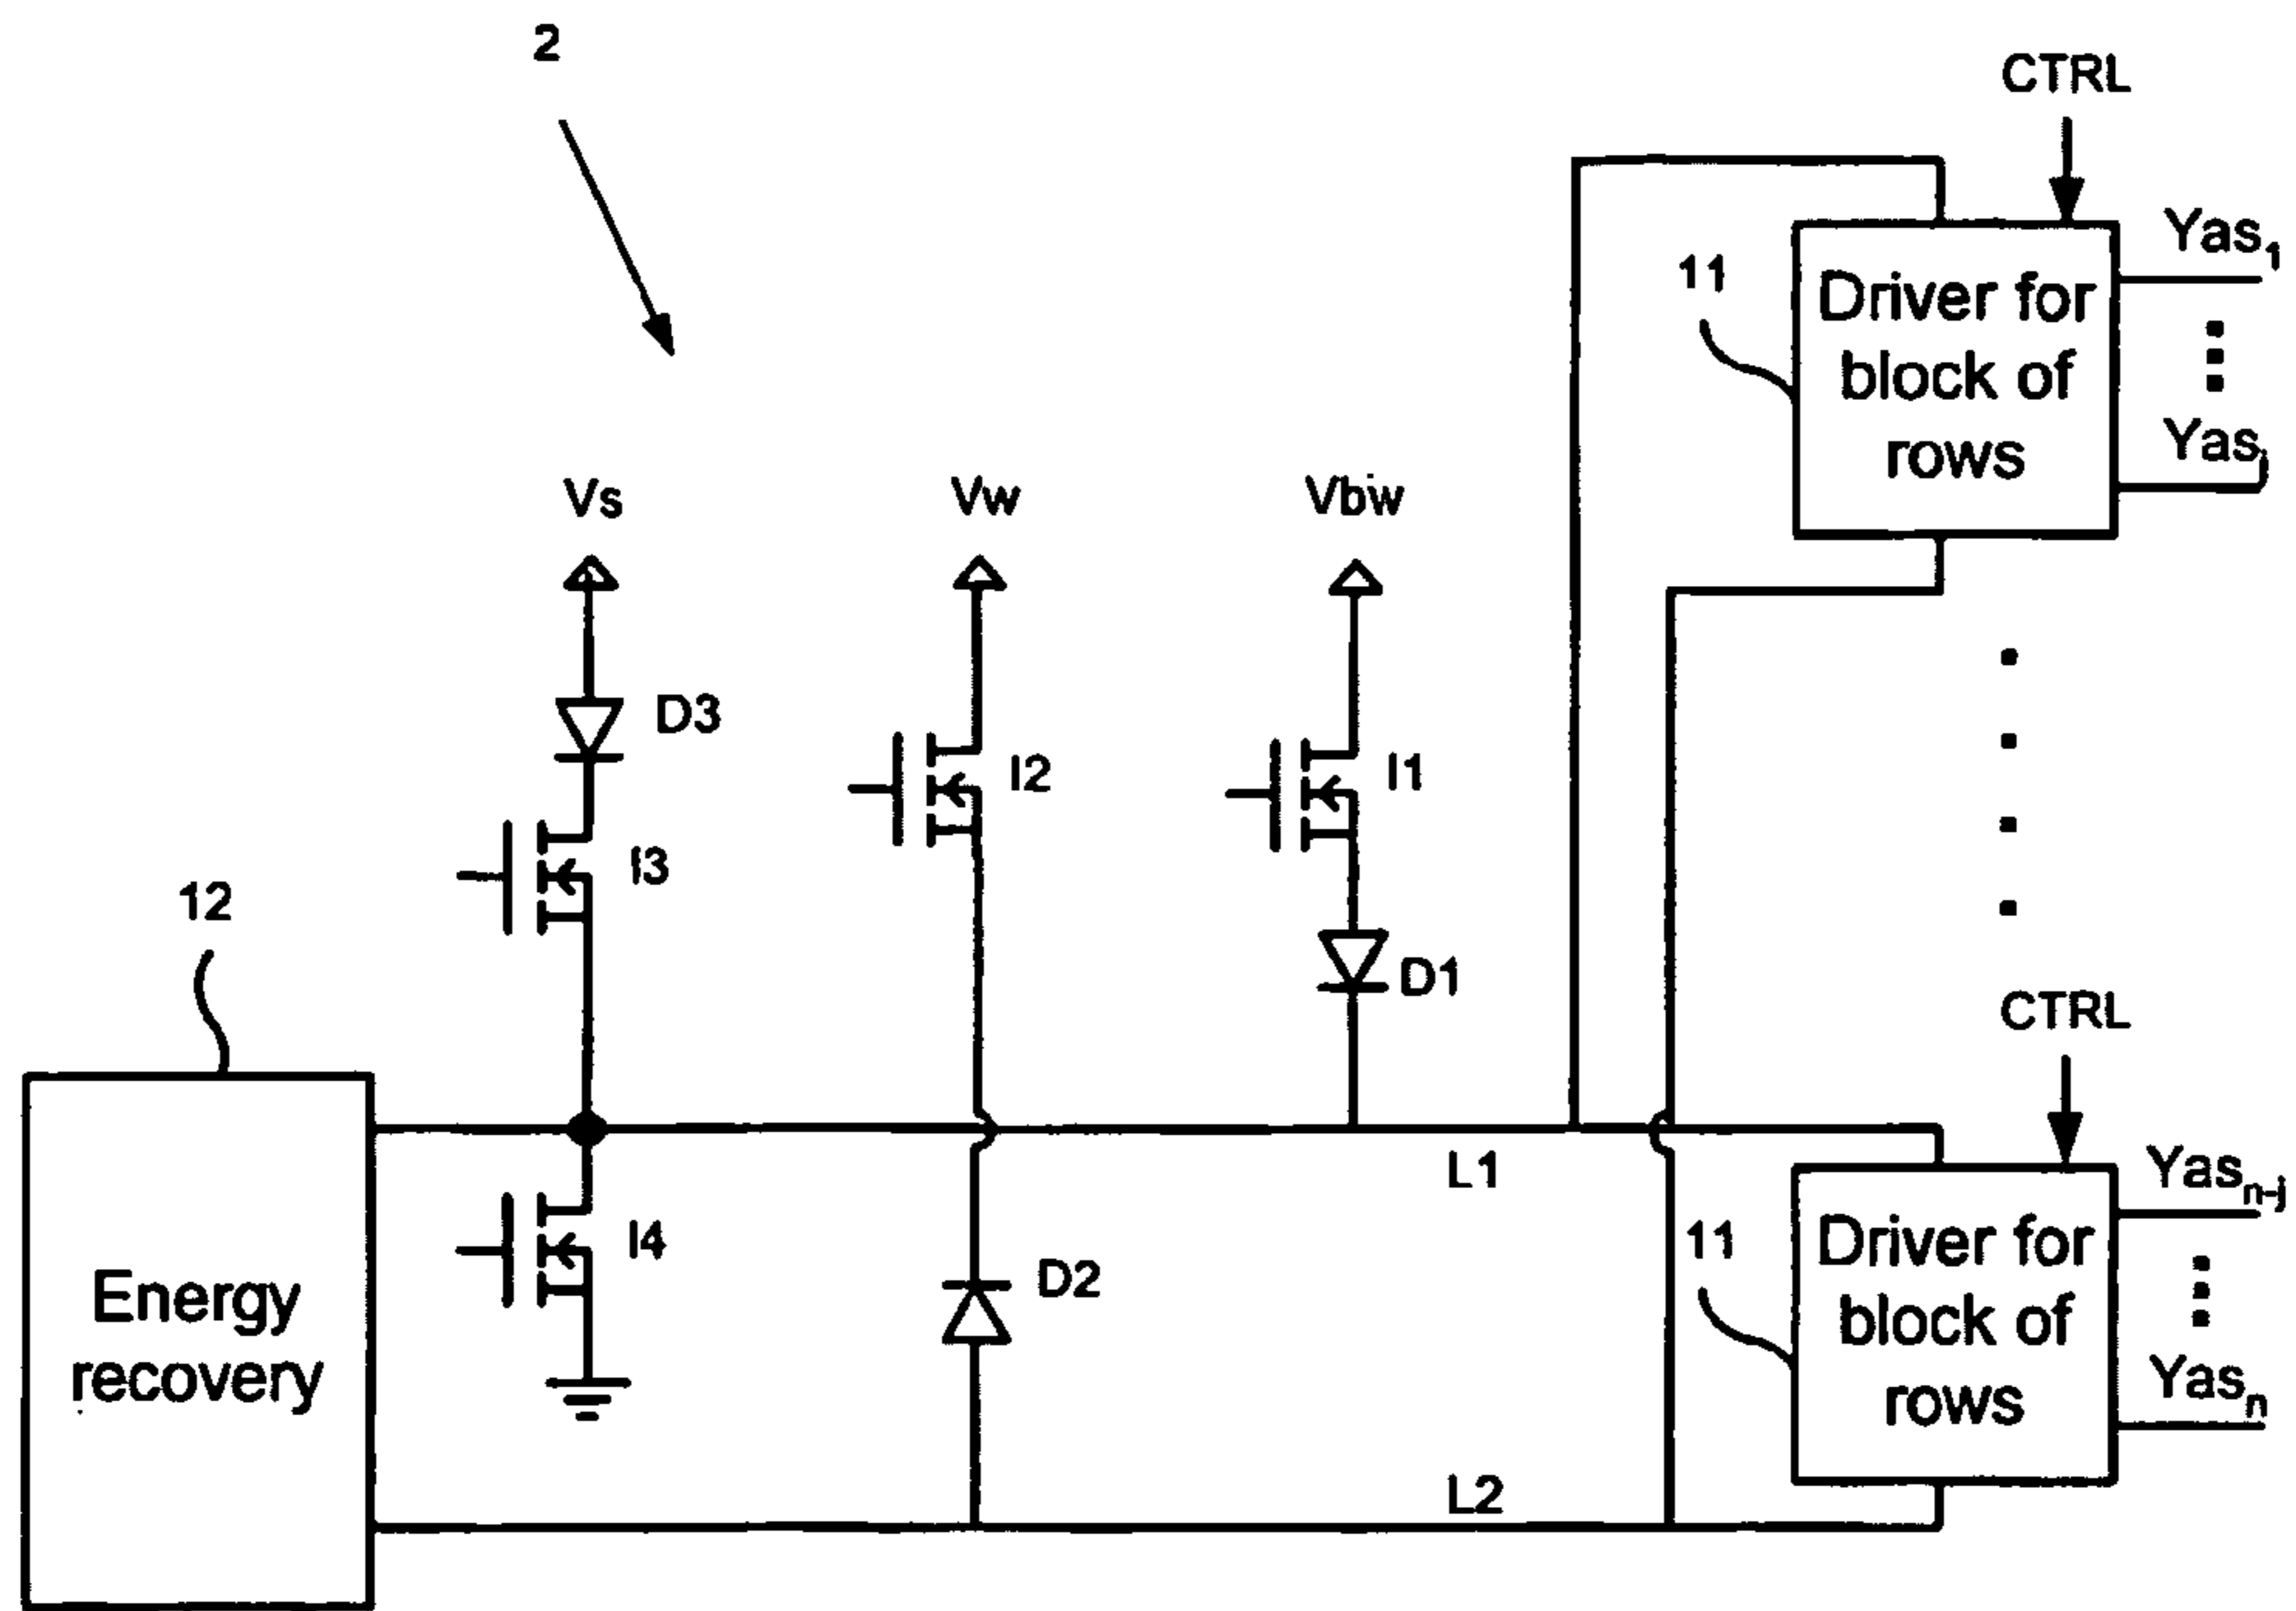 2
CTRL
11
Driver for
block of
rows
Yas₁
Yasⱼ
Vs
Vw
Vbiw
D3
I2
I1
I3
12
D1
CTRL
L1
11
Driver for
block of
rows
Yasₙ₋ⱼ
Yasₙ
I4
D2
Energy
recovery
L2